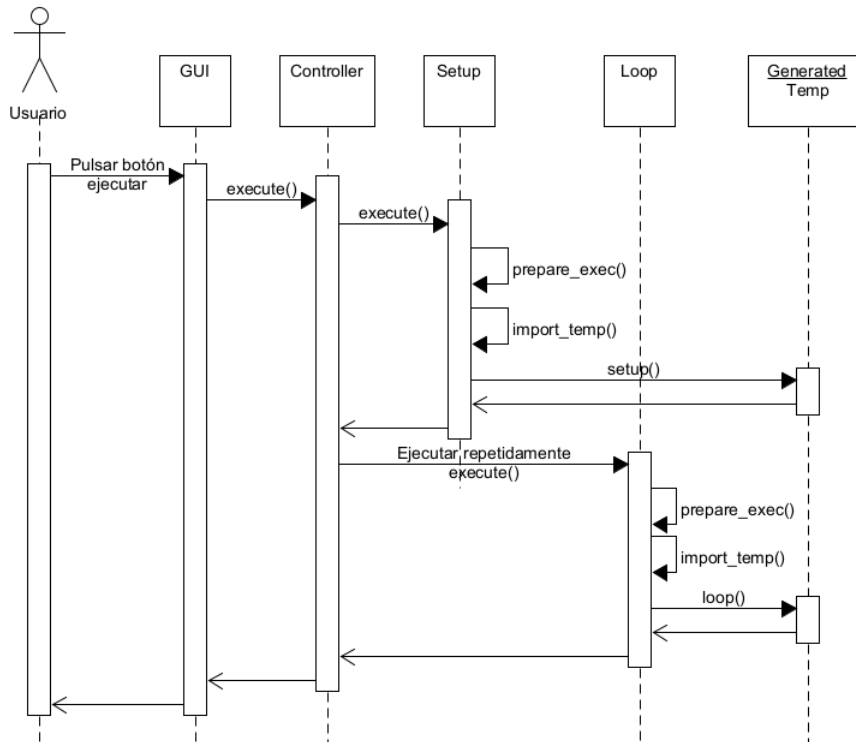 Usuario
GUI
Controller
Setup
Loop
Generated
Temp
Pulsar botón
ejecutar
execute()
execute()
prepare_exec()
import_temp()
setup()
Ejecutar repetidamente
execute()
prepare_exec()
import_temp()
loop()